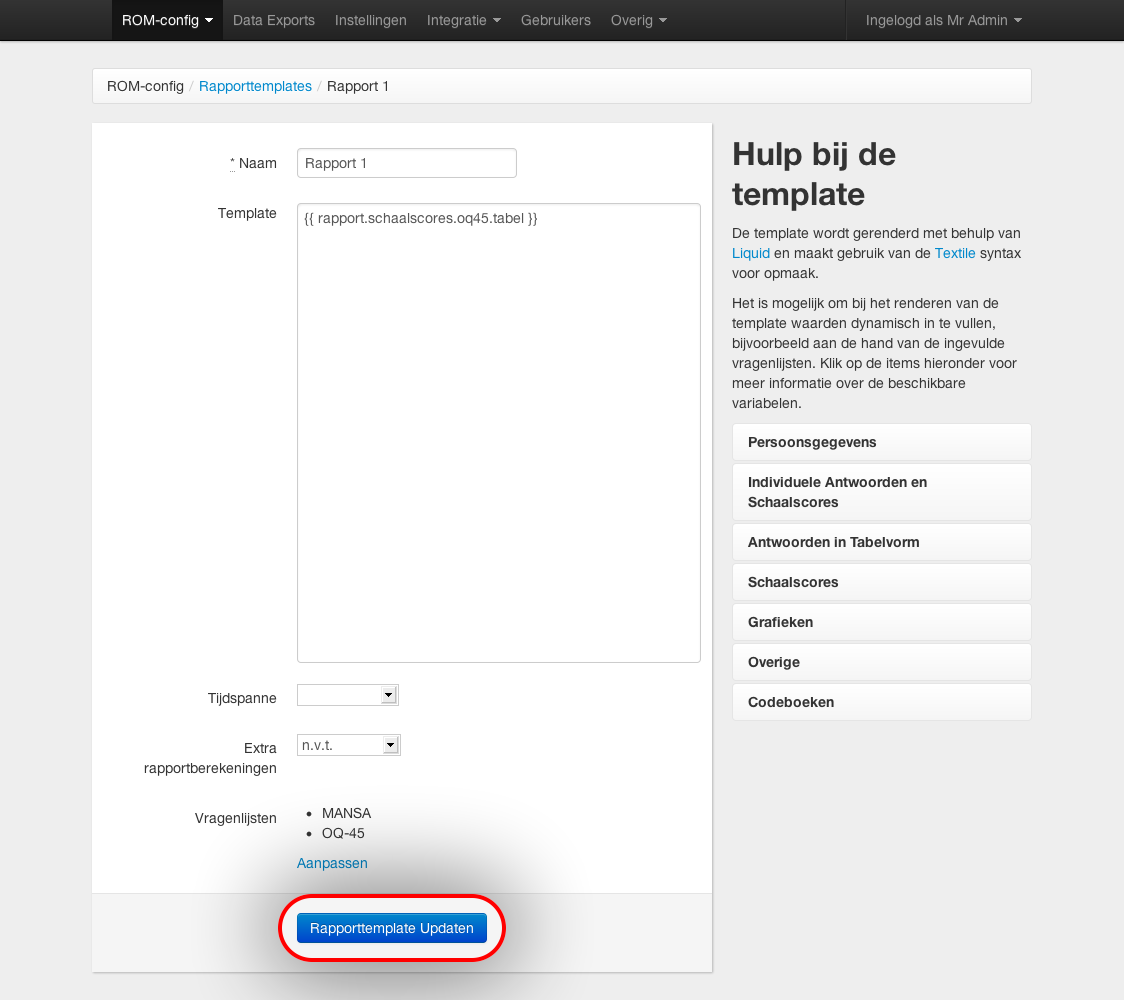 ROM-config Data Exports Instellingen Integratie Gebruikers Overig Ingelogd als Mr Admin
ROM-config / Rapporttemplates / Rapport 1
* Naam
Rapport 1
Template
{{ rapport.schaalscores.oq45.tabel }}
Tijdspanne
Extra
rapportberekeningen
n.v.t.
Vragenlijsten
• MANSA
• OQ-45
Aanpassen
Rapporttemplate Updaten
Hulp bij de
template
De template wordt gerenderd met behulp van
Liquid en maakt gebruik van de Textile syntax
voor opmaak.
Het is mogelijk om bij het renderen van de
template waarden dynamisch in te vullen,
bijvoorbeeld aan de hand van de ingevulde
vragenlijsten. Klik op de items hieronder voor
meer informatie over de beschikbare
variabelen.
Persoonsgegevens
Individuele Antwoorden en
Schaalscores
Antwoorden in Tabelvorm
Schaalscores
Grafieken
Overige
Codeboeken